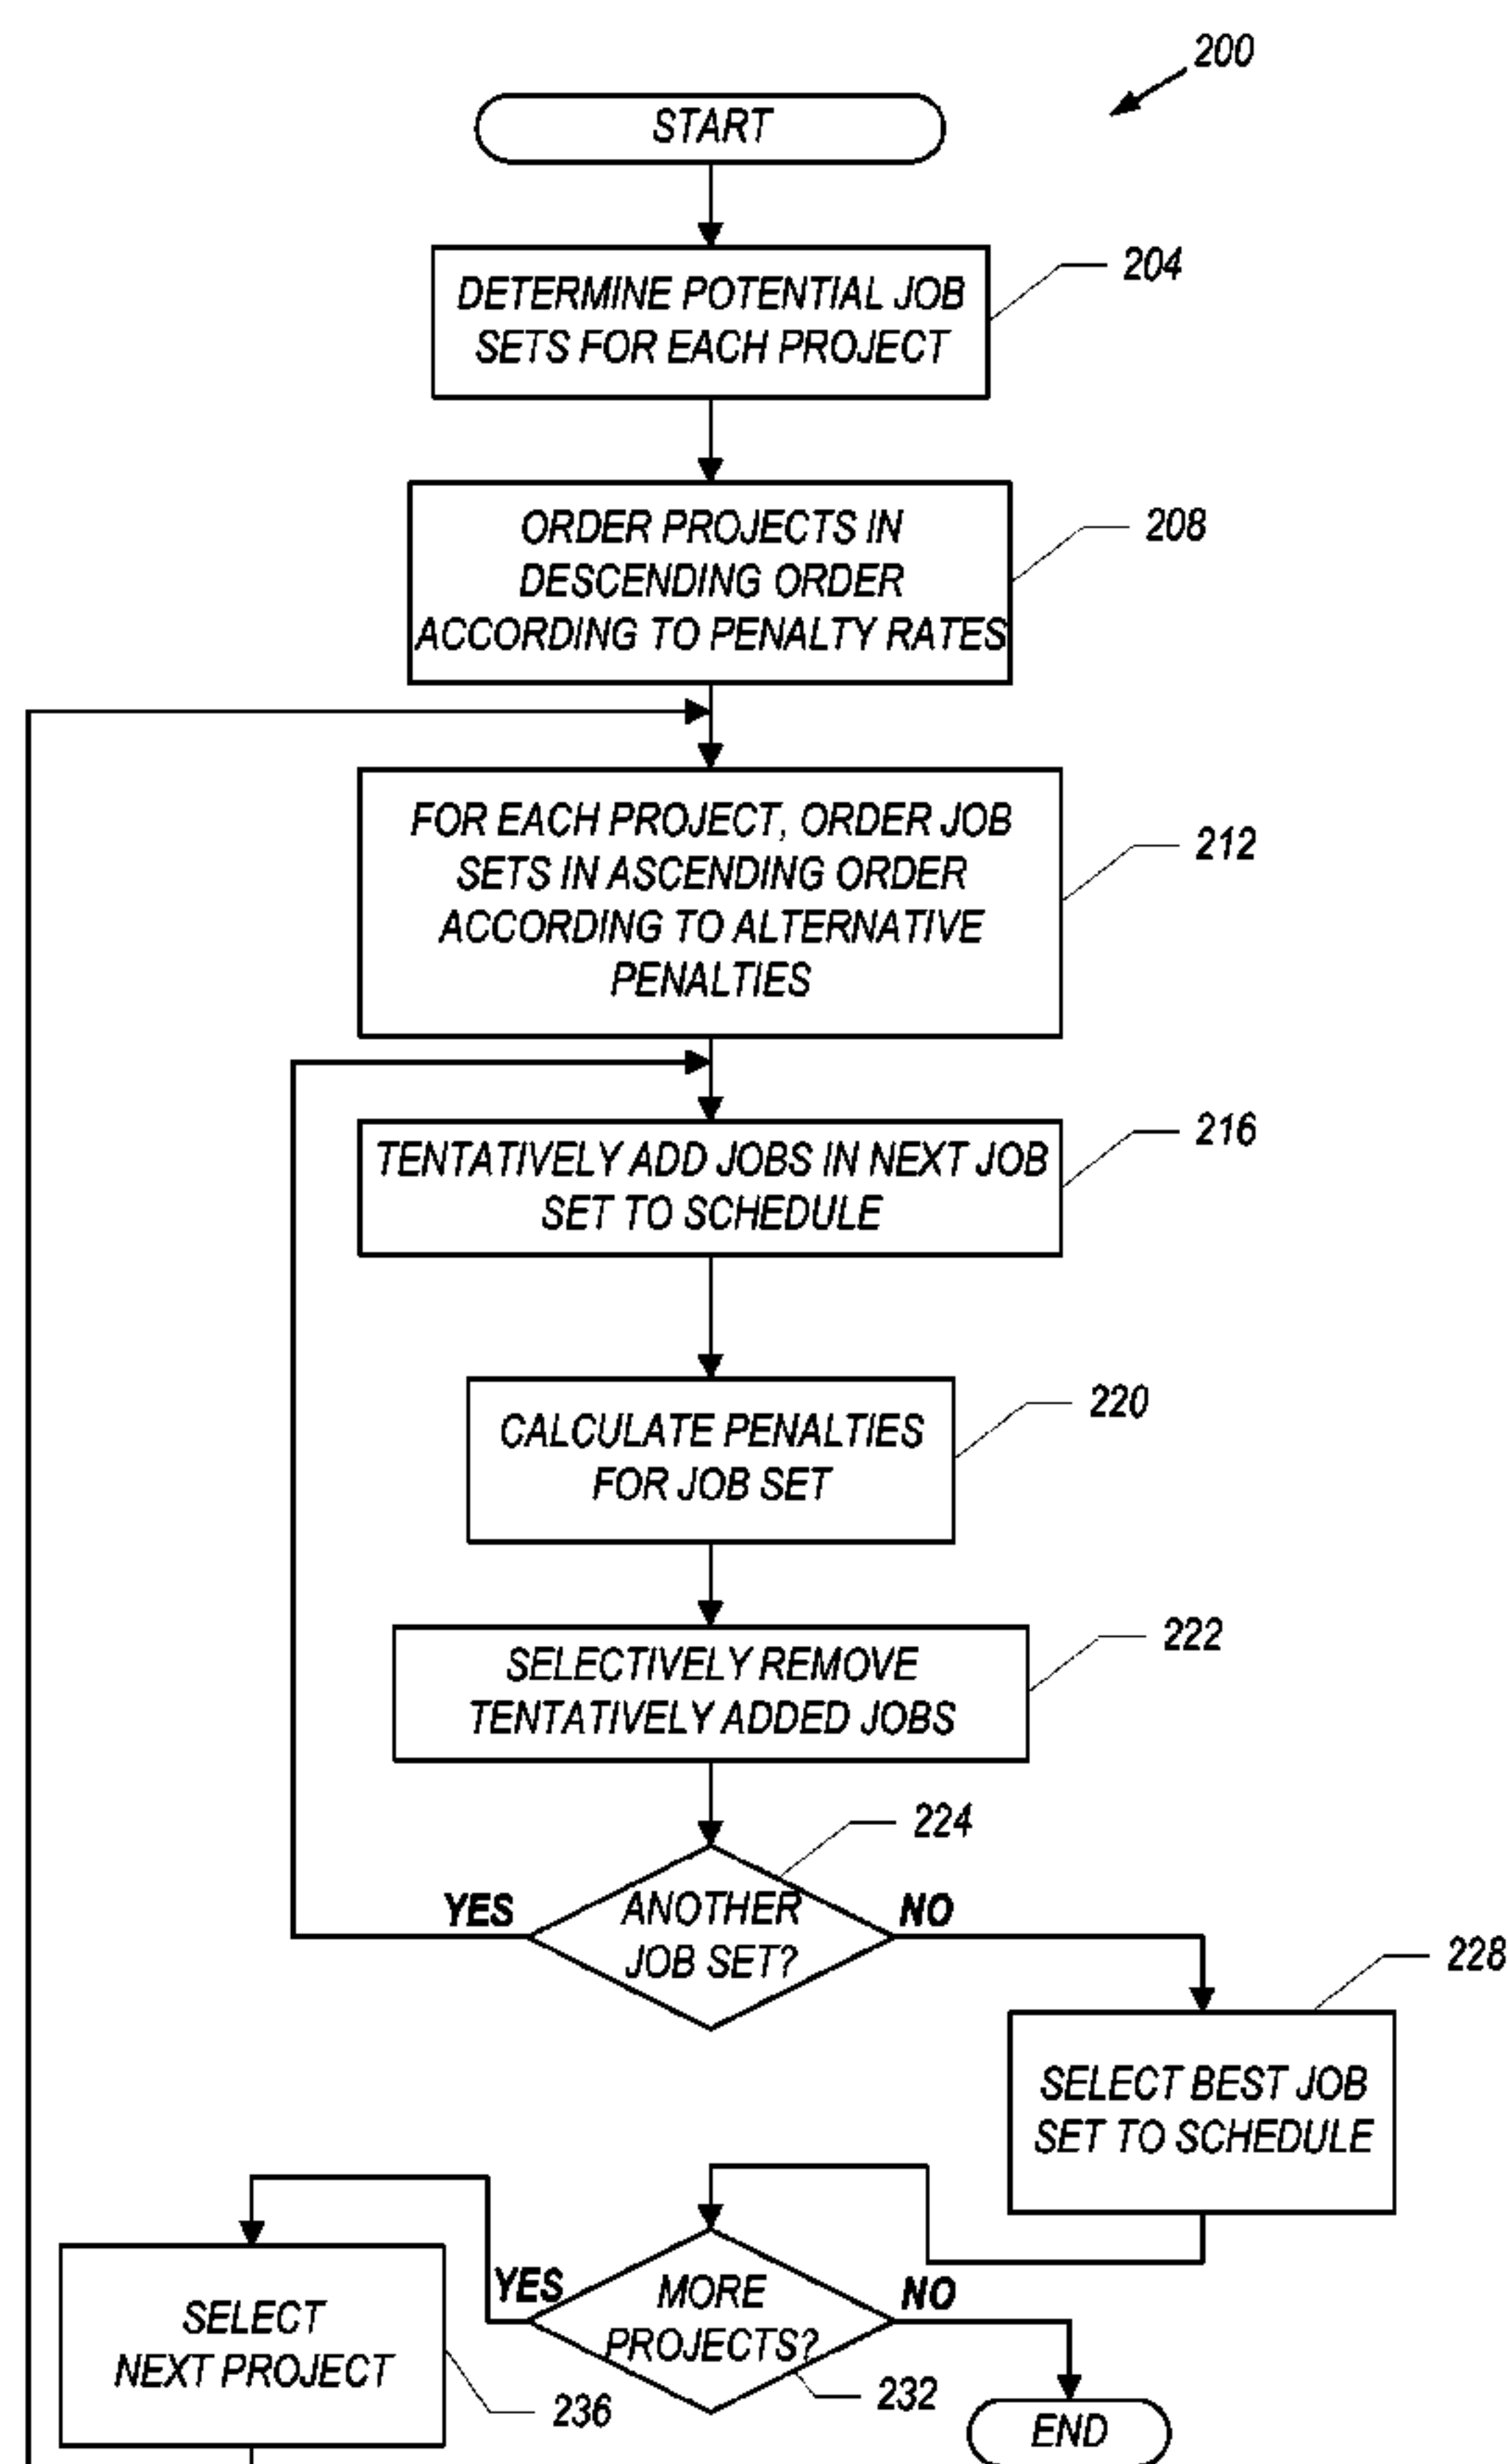 200
START
DETERMINE POTENTIAL JOB
SETS FOR EACH PROJECT
204
ORDER PROJECTS IN
DESCENDING ORDER
ACCORDING TO PENALTY RATES
208
FOR EACH PROJECT, ORDER JOB
SETS IN ASCENDING ORDER
ACCORDING TO ALTERNATIVE
PENALTIES
212
TENTATIVELY ADD JOBS IN NEXT JOB
SET TO SCHEDULE
216
CALCULATE PENALTIES
FOR JOB SET
220
SELECTIVELY REMOVE
TENTATIVELY ADDED JOBS
222
224
YES
ANOTHER
JOB SET?
NO
228
SELECT BEST JOB
SET TO SCHEDULE
YES
MORE
PROJECTS?
NO
232
SELECT
NEXT PROJECT
236
END